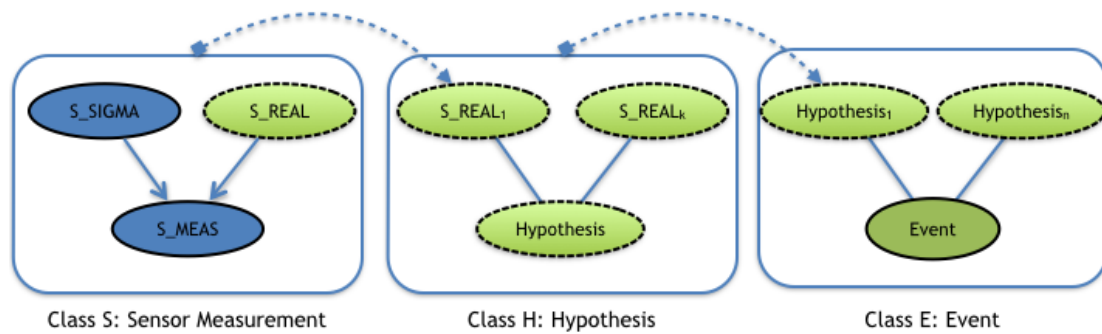 S_SIGMA
S_REAL
S_MEAS
Class S: Sensor Measurement
S_REAL₁
S_REALₖ
Hypothesis
Class H: Hypothesis
Hypothesis₁
Hypothesisₙ
Event
Class E: Event